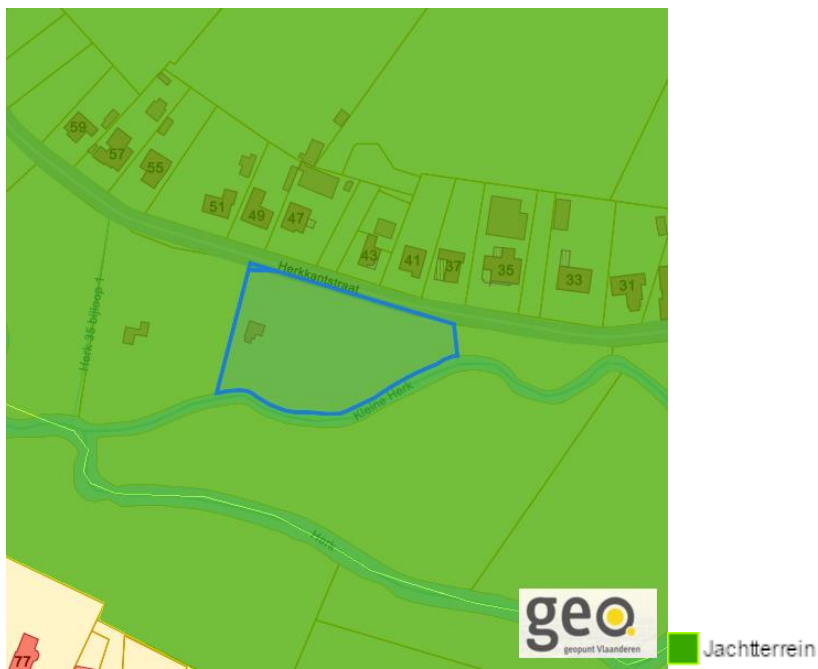 59
57
55
51
49
47
43
41
37
35
33
31
Herkkantstraat
Herk 35 bijloop 1
Kleine Herk
Herk
77
geo.
geopunt Vlaanderen
Jachtterrein